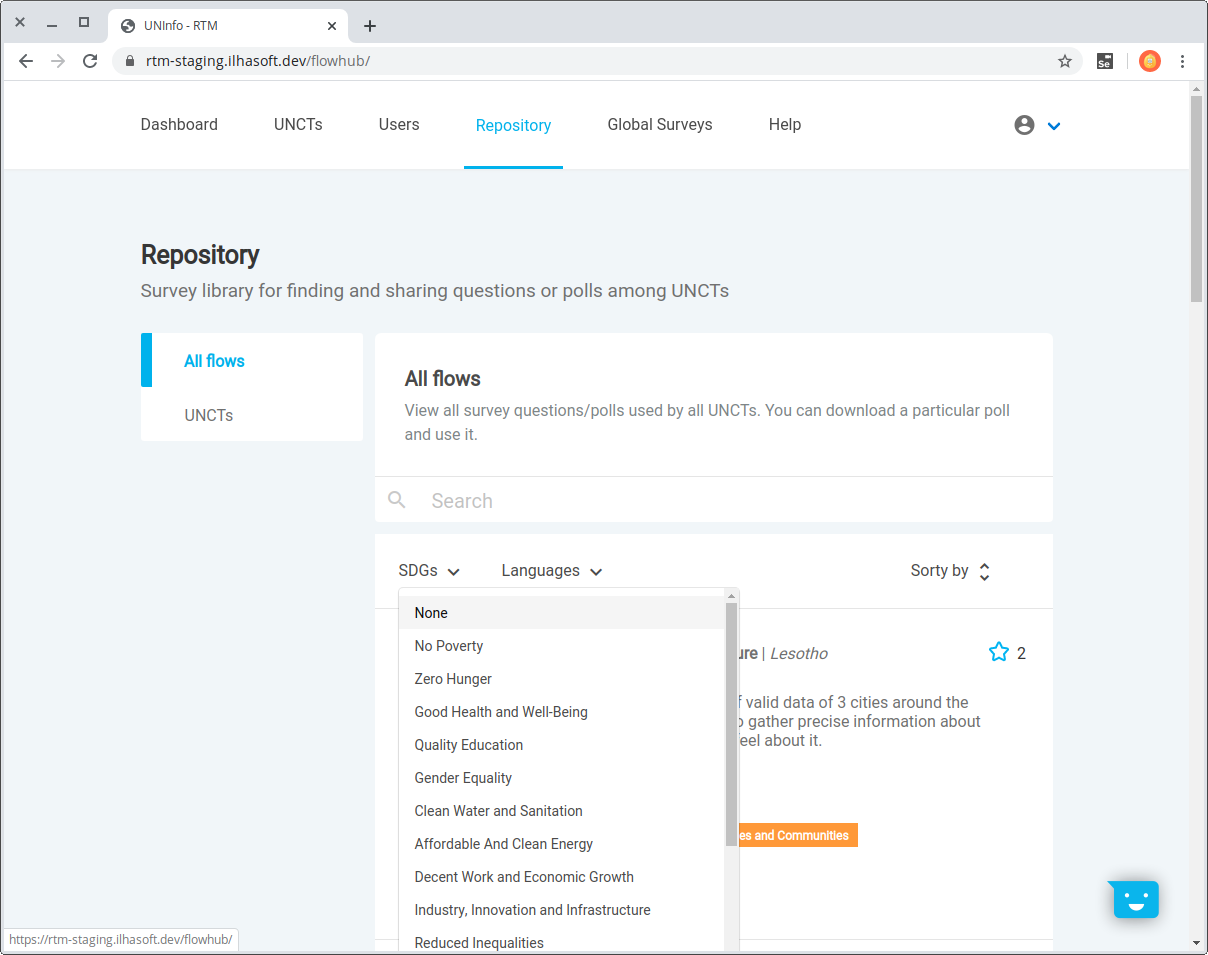 UNInfo - RTM
rtm-staging.ilhasoft.dev/flowhub/
Se
Dashboard UNCTs Users Repository Global Surveys Help
Repository
Survey library for finding and sharing questions or polls among UNCTs
All flows
UNCTs
All flows
View all survey questions/polls used by all UNCTs. You can download a particular poll
and use it.
Search
SDGs Languages Sorty by
None
No Poverty
Zero Hunger
Good Health and Well-Being
Quality Education
Gender Equality
Clean Water and Sanitation
Affordable And Clean Energy
Decent Work and Economic Growth
Industry, Innovation and Infrastructure
Reduced Inequalities
ure | Lesotho 2
f valid data of 3 cities around the
gather precise information about
feel about it.
es and Communities
https://rtm-staging.ilhasoft.dev/flowhub/